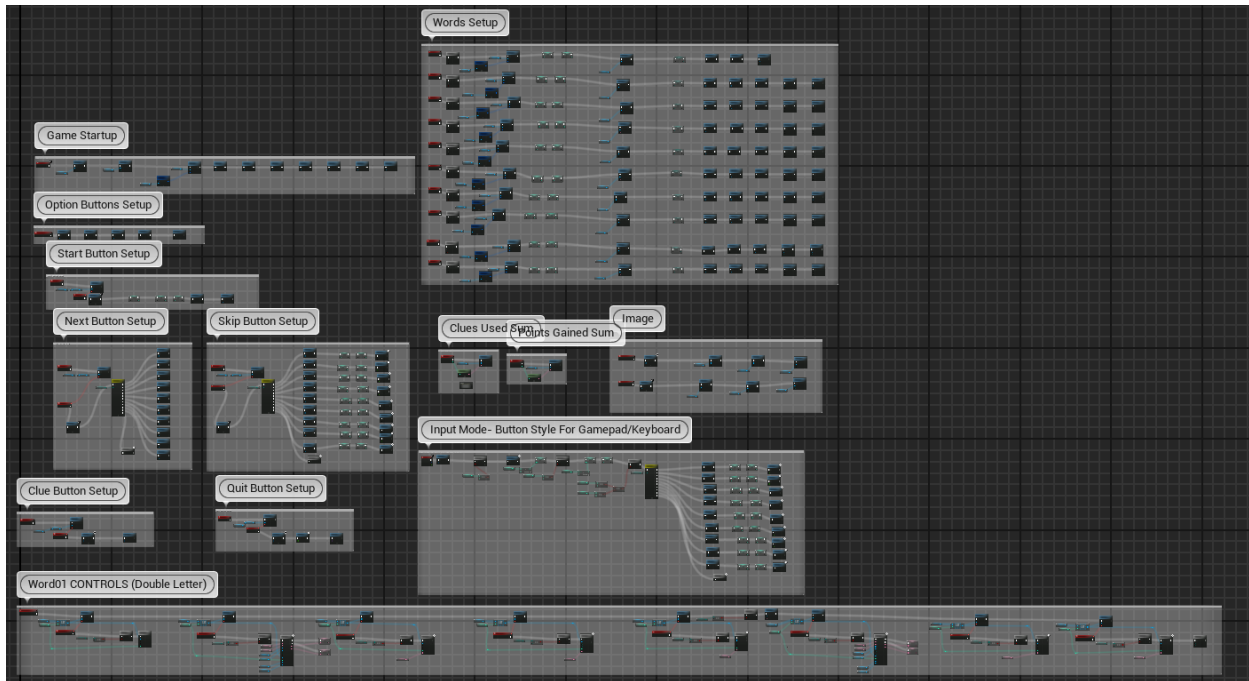 Words Setup
Game Startup
Option Buttons Setup
Start Button Setup
Next Button Setup
Skip Button Setup
Clues Used Sum
Points Gained Sum
Image
Input Mode- Button Style For Gamepad/Keyboard
Clue Button Setup
Quit Button Setup
Word01 CONTROLS (Double Letter)